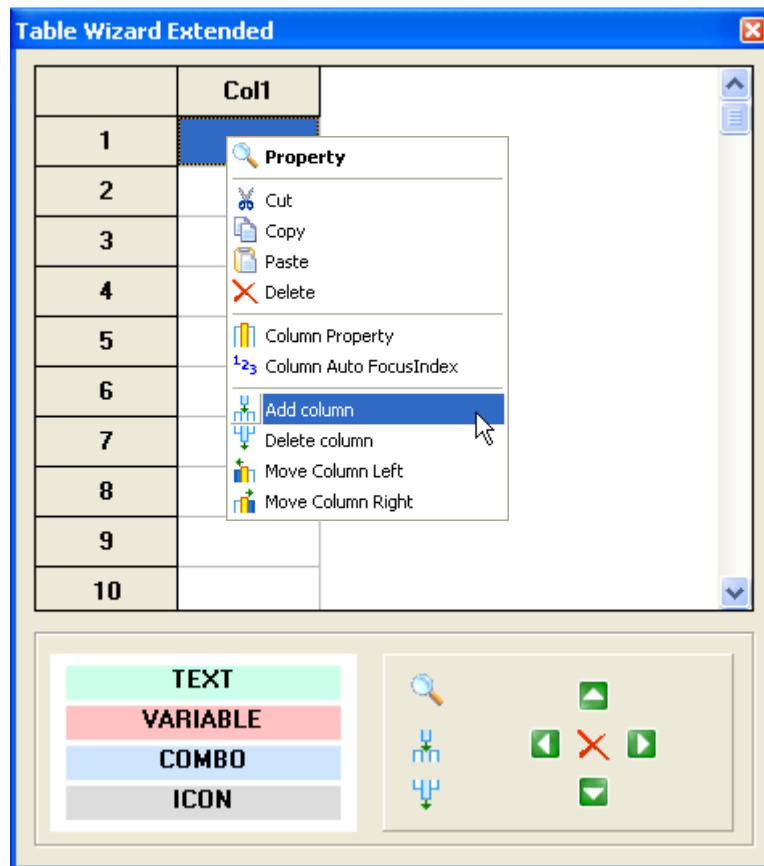 Table Wizard Extended
Col1
1
Property
2
Cut
3
Copy
Paste
4
Delete
5
Column Property
123 Column Auto FocusIndex
6
Add column
7
Delete column
Move Column Left
8
Move Column Right
9
10
TEXT
VARIABLE
COMBO
ICON